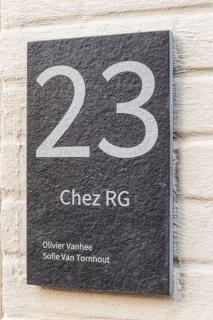 23
Chez RG
Olivier Vanhee
Sofie Van Tornhout